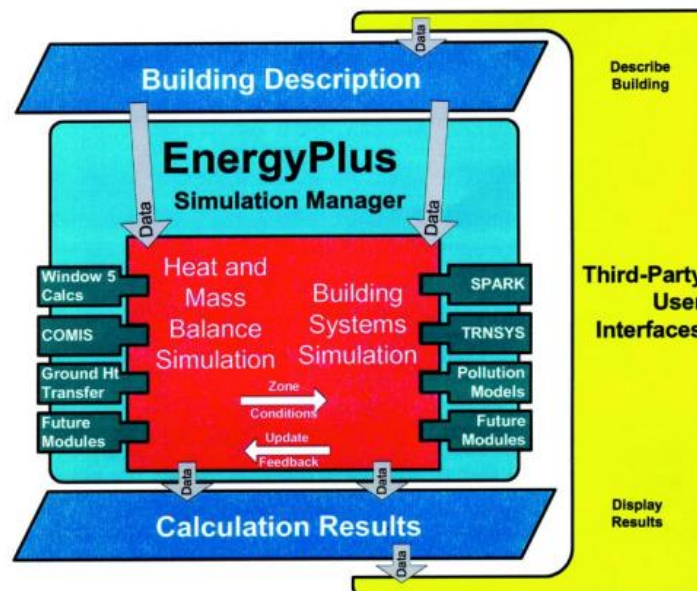 Data
Building Description
Describe
Building
EnergyPlus
Simulation Manager
Data
Data
Window 5
Calcs
COMIS
Ground Ht
Transfer
Future
Modules
Heat and
Mass
Balance
Simulation
Building
Systems
Simulation
Zone
Conditions
Update
Feedback
SPARK
TRNSYS
Pollution
Models
Future
Modules
Third-Party
User
Interfaces
Data
Data
Calculation Results
Display
Results
Data